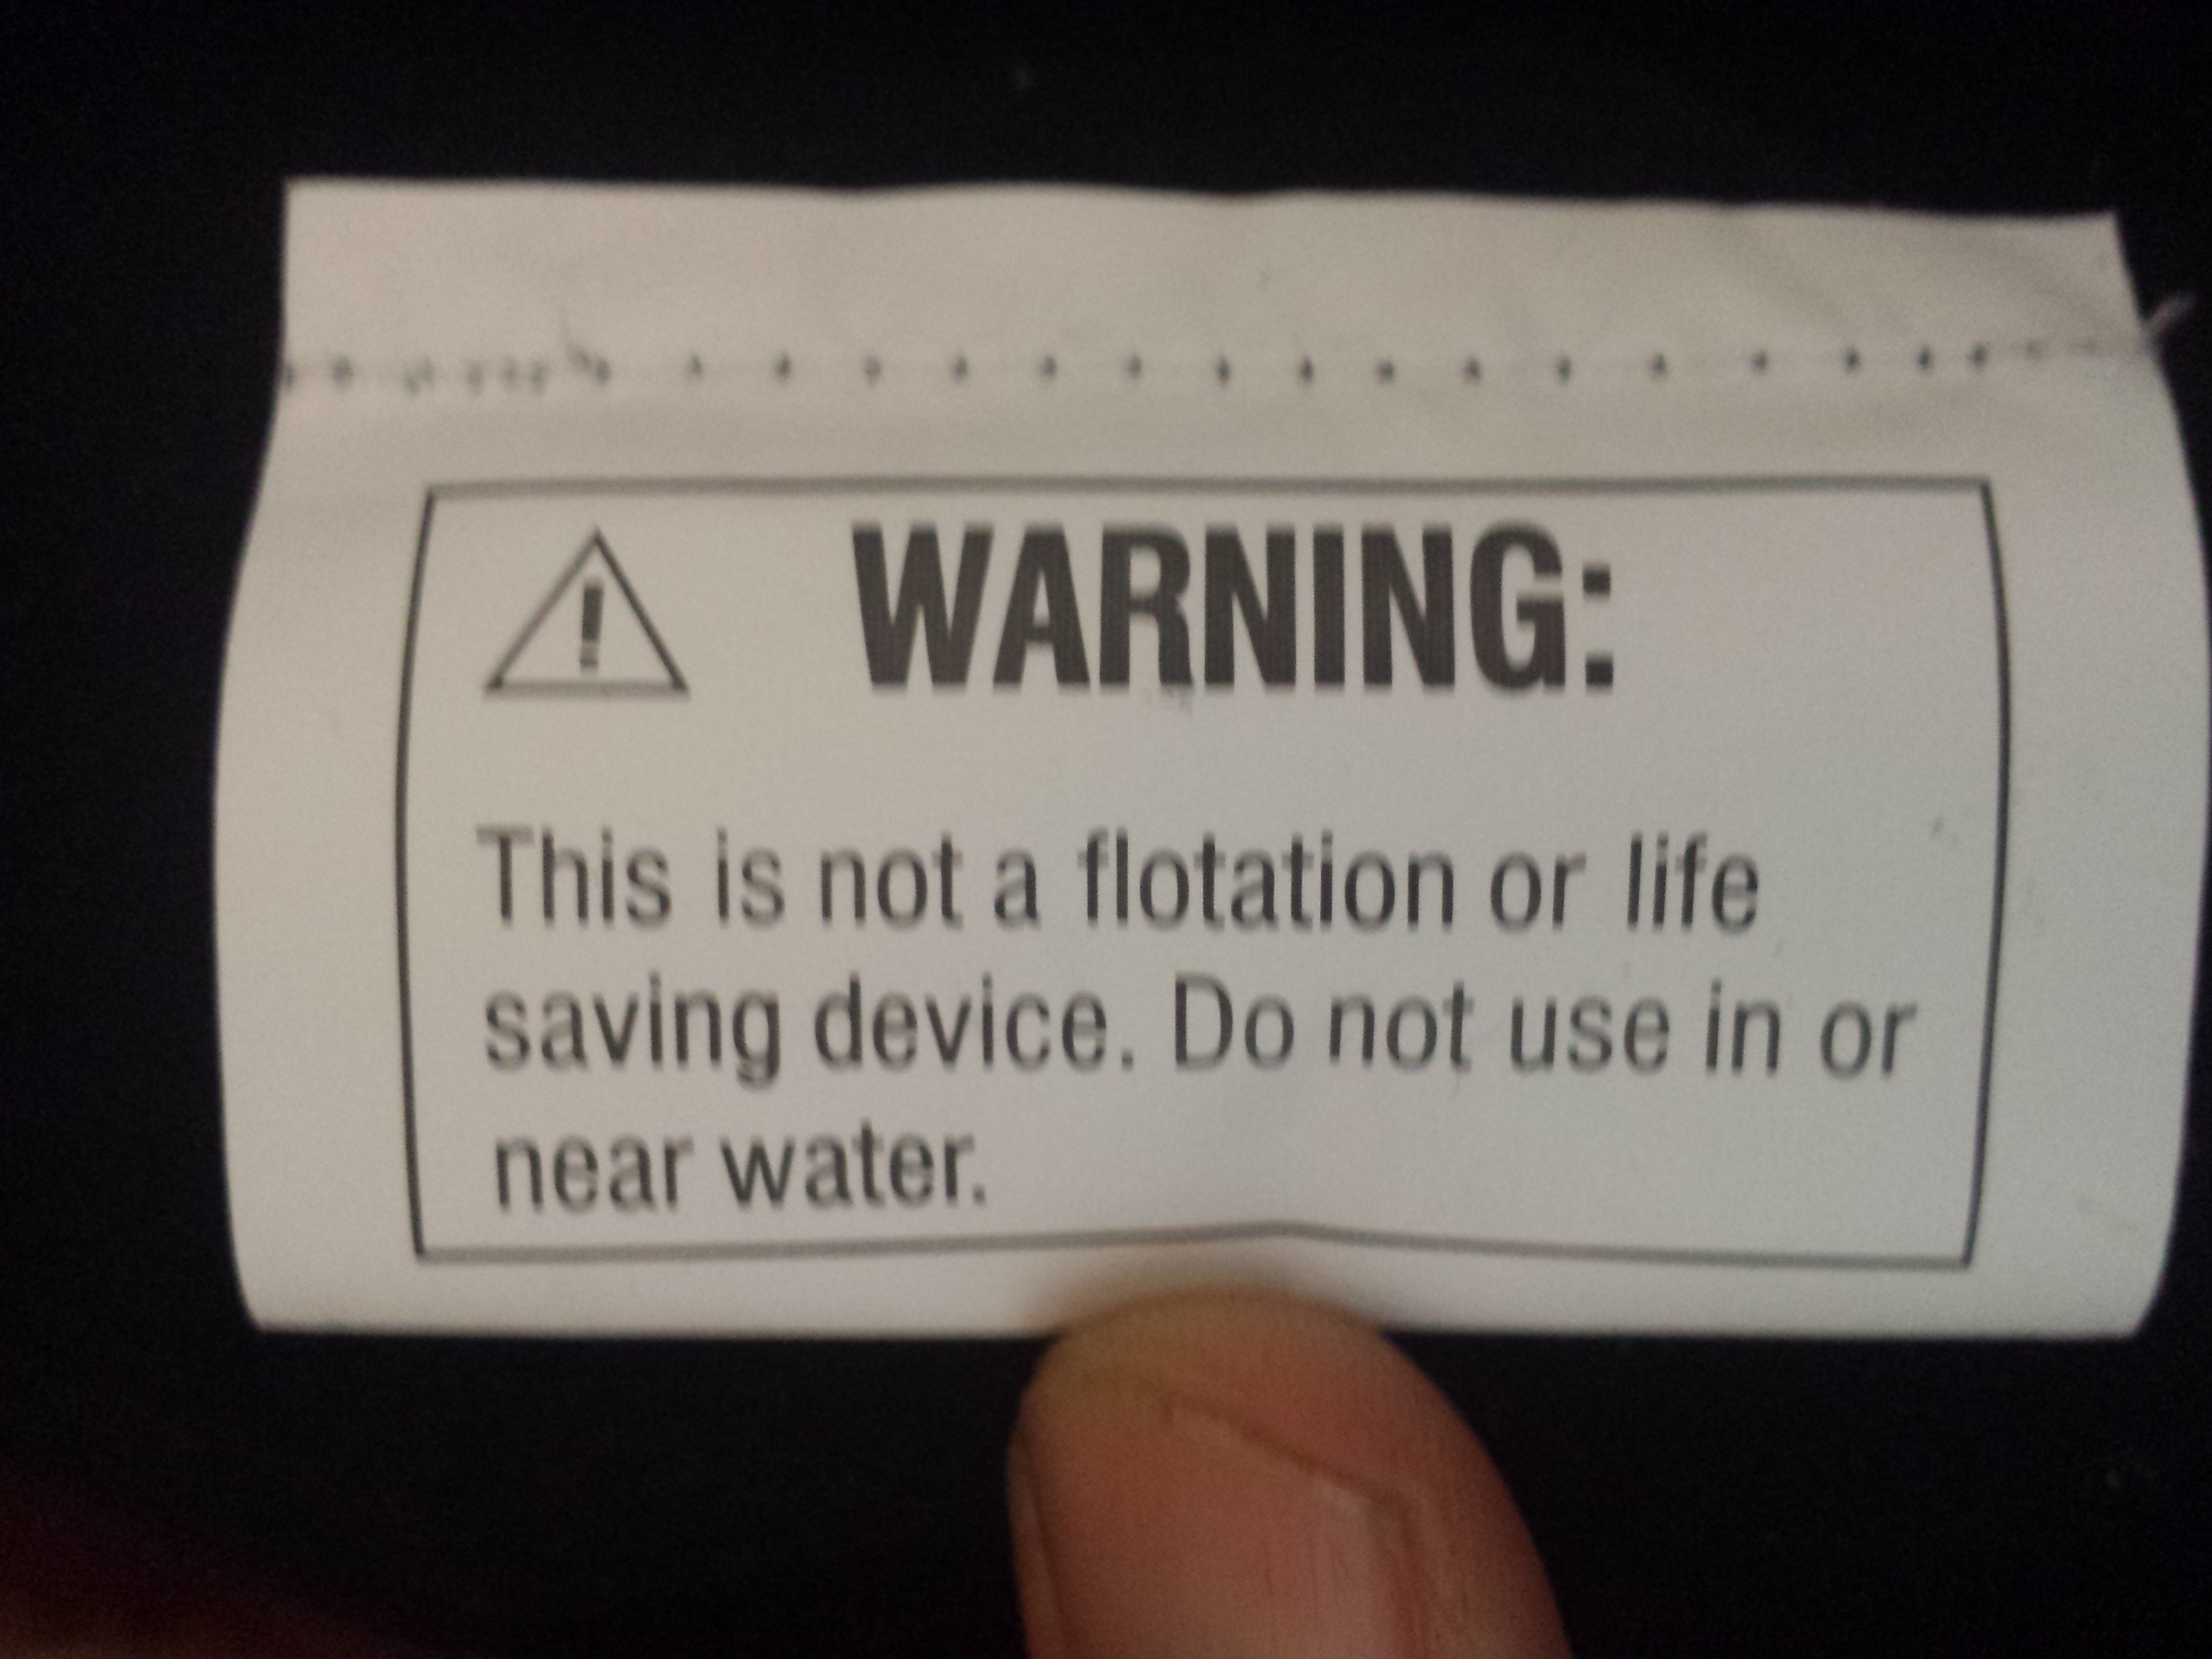 WARNING:
This is not a flotation or life
saving device. Do not use in or
near water.